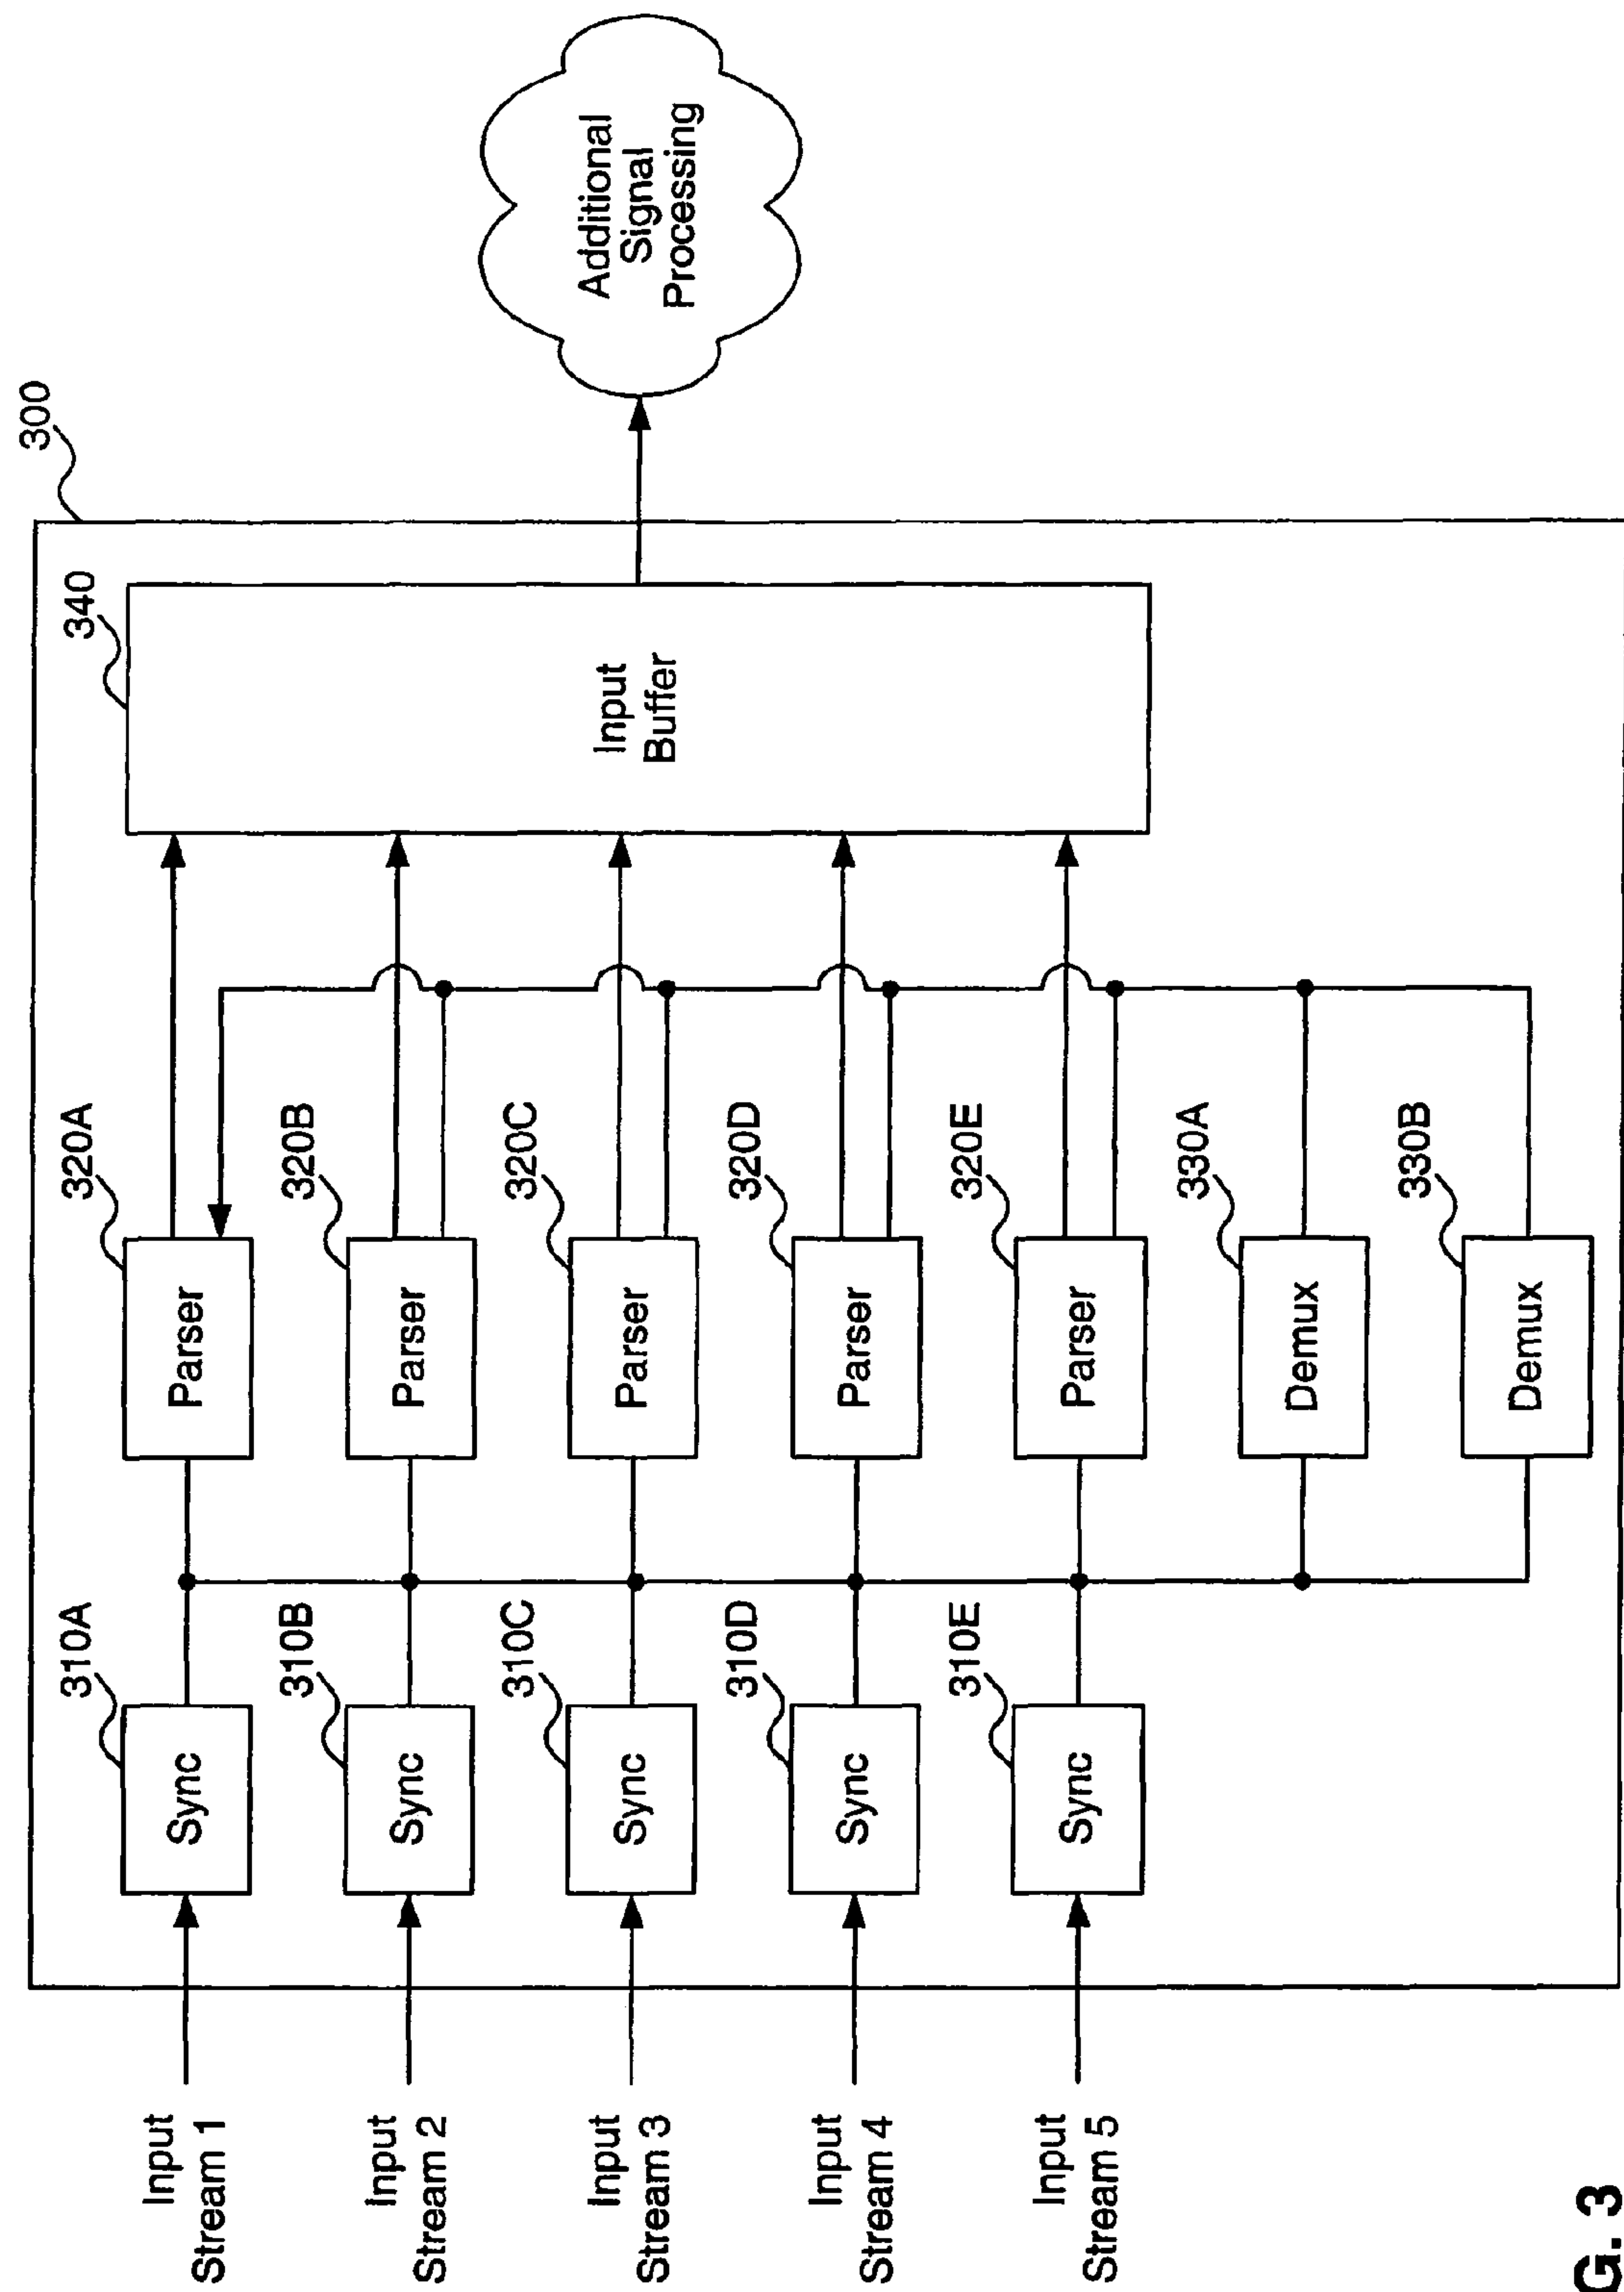 300
340
Input
Stream 1
310A
Sync
320A
Parser
Input
Stream 2
310B
Sync
320B
Parser
Input
Stream 3
310C
Sync
320C
Parser
Input
Stream 4
310D
Sync
320D
Parser
Input
Stream 5
310E
Sync
320E
Parser
330A
Demux
330B
Demux
Input
Buffer
Additional
Signal
Processing
G. 3